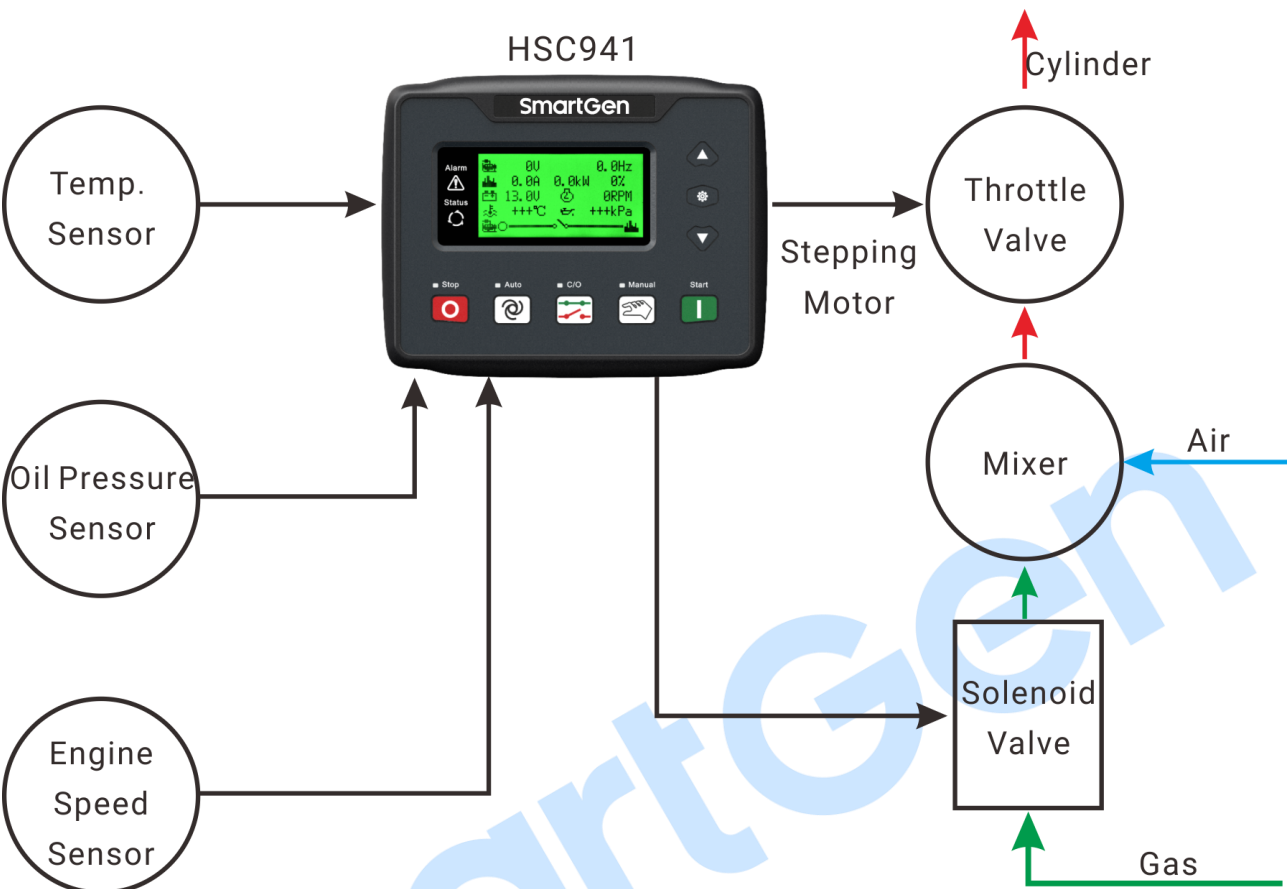 HSC941
Cylinder
SmartGen
Temp.
Sensor
Alarm
Status
0V 0.0Hz
0.0A 0.0kW 0%
13.0V 0RPM
+++℃ +++kPa
Throttle
Valve
Stepping
Motor
Stop Auto C/O Manual Start
Oil Pressure
Sensor
Mixer
Air
Solenoid
Valve
Engine
Speed
Sensor
Gas
artGen